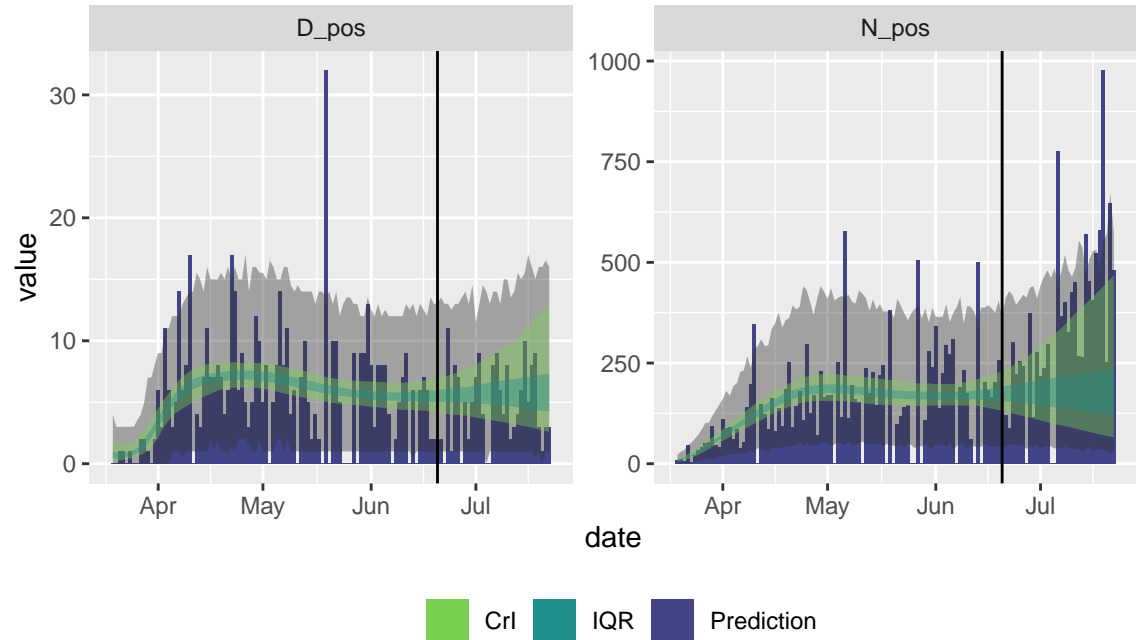 D_pos
N_pos
value
30
20
10
0
1000
750
500
250
0
Apr May Jun Jul
Apr May Jun Jul
date
CrI IQR Prediction